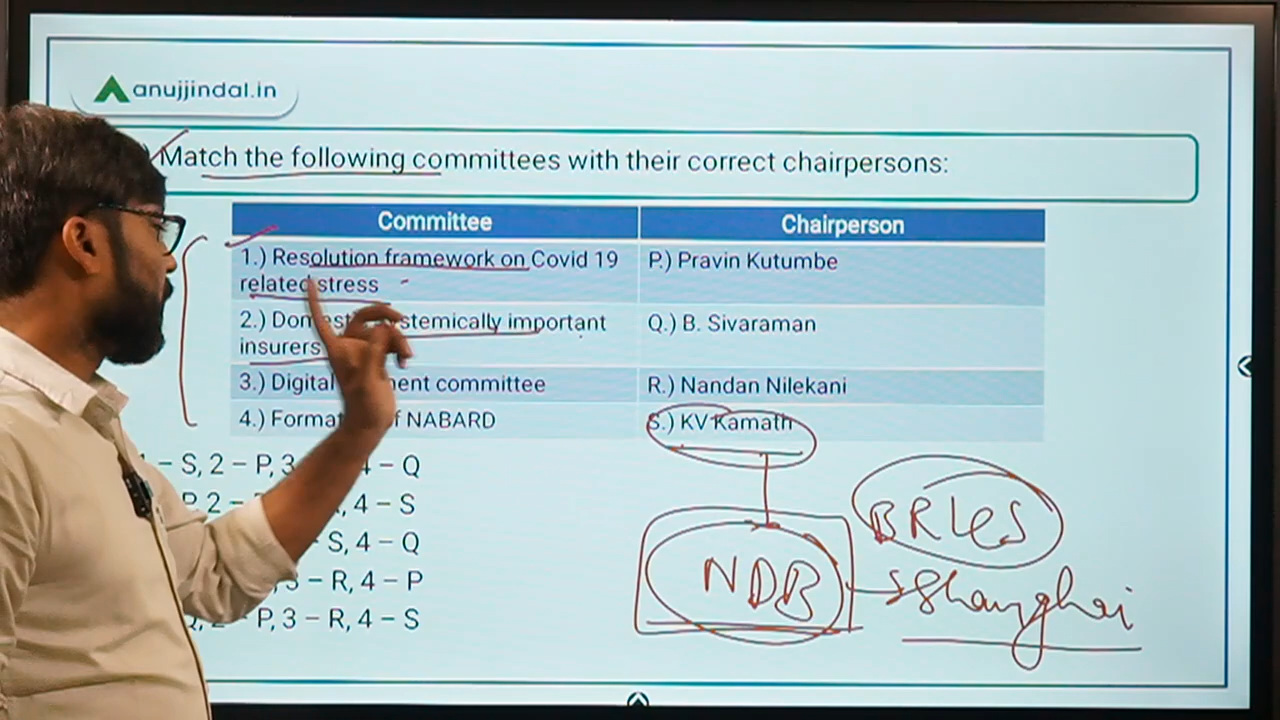 anujjindal.in
Match the following committees with their correct chairpersons:
Committee
Chairperson
1.) Resolution framework on Covid 19
related stress
P.) Pravin Kutumbe
2.) systemically important
insurers
Q.) B. Sivaraman
3.) Digital committee
R.) Nandan Nilekani
4.) NABARD
S.) KV Kamath
– S, 2 – P, 3 4 – Q
P 2 – , 4 – S
S, 4 – Q
3 – R, 4 – P
P, 3 – R, 4 – S
BRICS
NDB
Shanghai